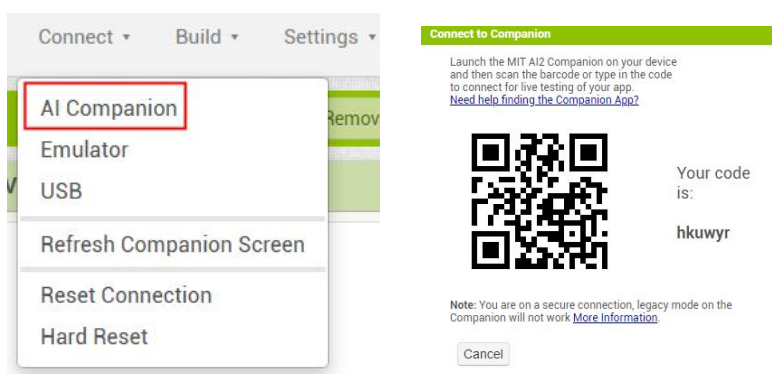 Connect ▾ Build ▾ Settings ▾
AI Companion
Remov
Emulator
USB
Refresh Companion Screen
Reset Connection
Hard Reset
Connect to Companion
Launch the MIT AI2 Companion on your device
and then scan the barcode or type in the code
to connect for live testing of your app.
Need help finding the Companion App?
Your code
is:
hkuwyr
Note: You are on a secure connection, legacy mode on the
Companion will not work More Information.
Cancel